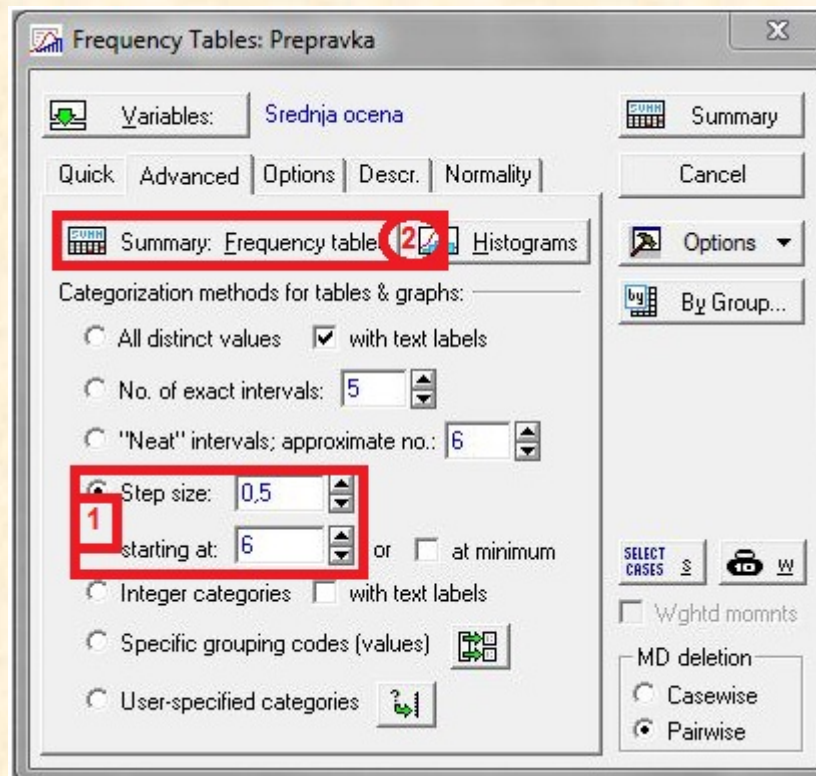 Frequency Tables: Prepravka
Variables: Srednja ocena
Summary
Quick Advanced Options Descr. Normality
Cancel
SUMM Summary: Frequency table 2 Histograms
Options
Categorization methods for tables & graphs:
By Group...
All distinct values with text labels
No. of exact intervals: 5
"Neat" intervals; approximate no.: 6
Step size: 0,5
1
starting at: 6 or at minimum
SELECT CASES S W
Integer categories with text labels
Wghtd momnts
Specific grouping codes (values)
MD deletion
User-specified categories
Casewise
Pairwise